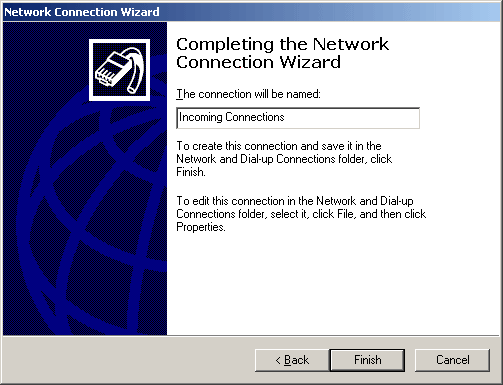 Network Connection Wizard
Completing the Network
Connection Wizard
The connection will be named:
Incoming Connections
To create this connection and save it in the
Network and Dial-up Connections folder, click
Finish.
To edit this connection in the Network and Dial-up
Connections folder, select it, click File, and then click
Properties.
< Back
Finish
Cancel